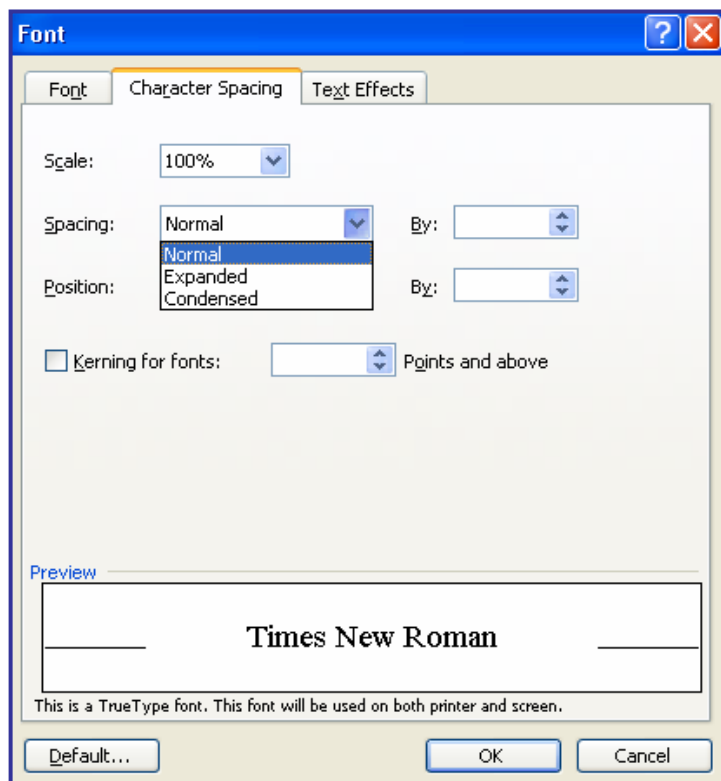 Font
Font Character Spacing Text Effects
Scale: 100%
Spacing: Normal By:
Normal
Expanded
Condensed
Position: By:
Kerning for fonts: Points and above
Preview
Times New Roman
This is a TrueType font. This font will be used on both printer and screen.
Default... OK Cancel